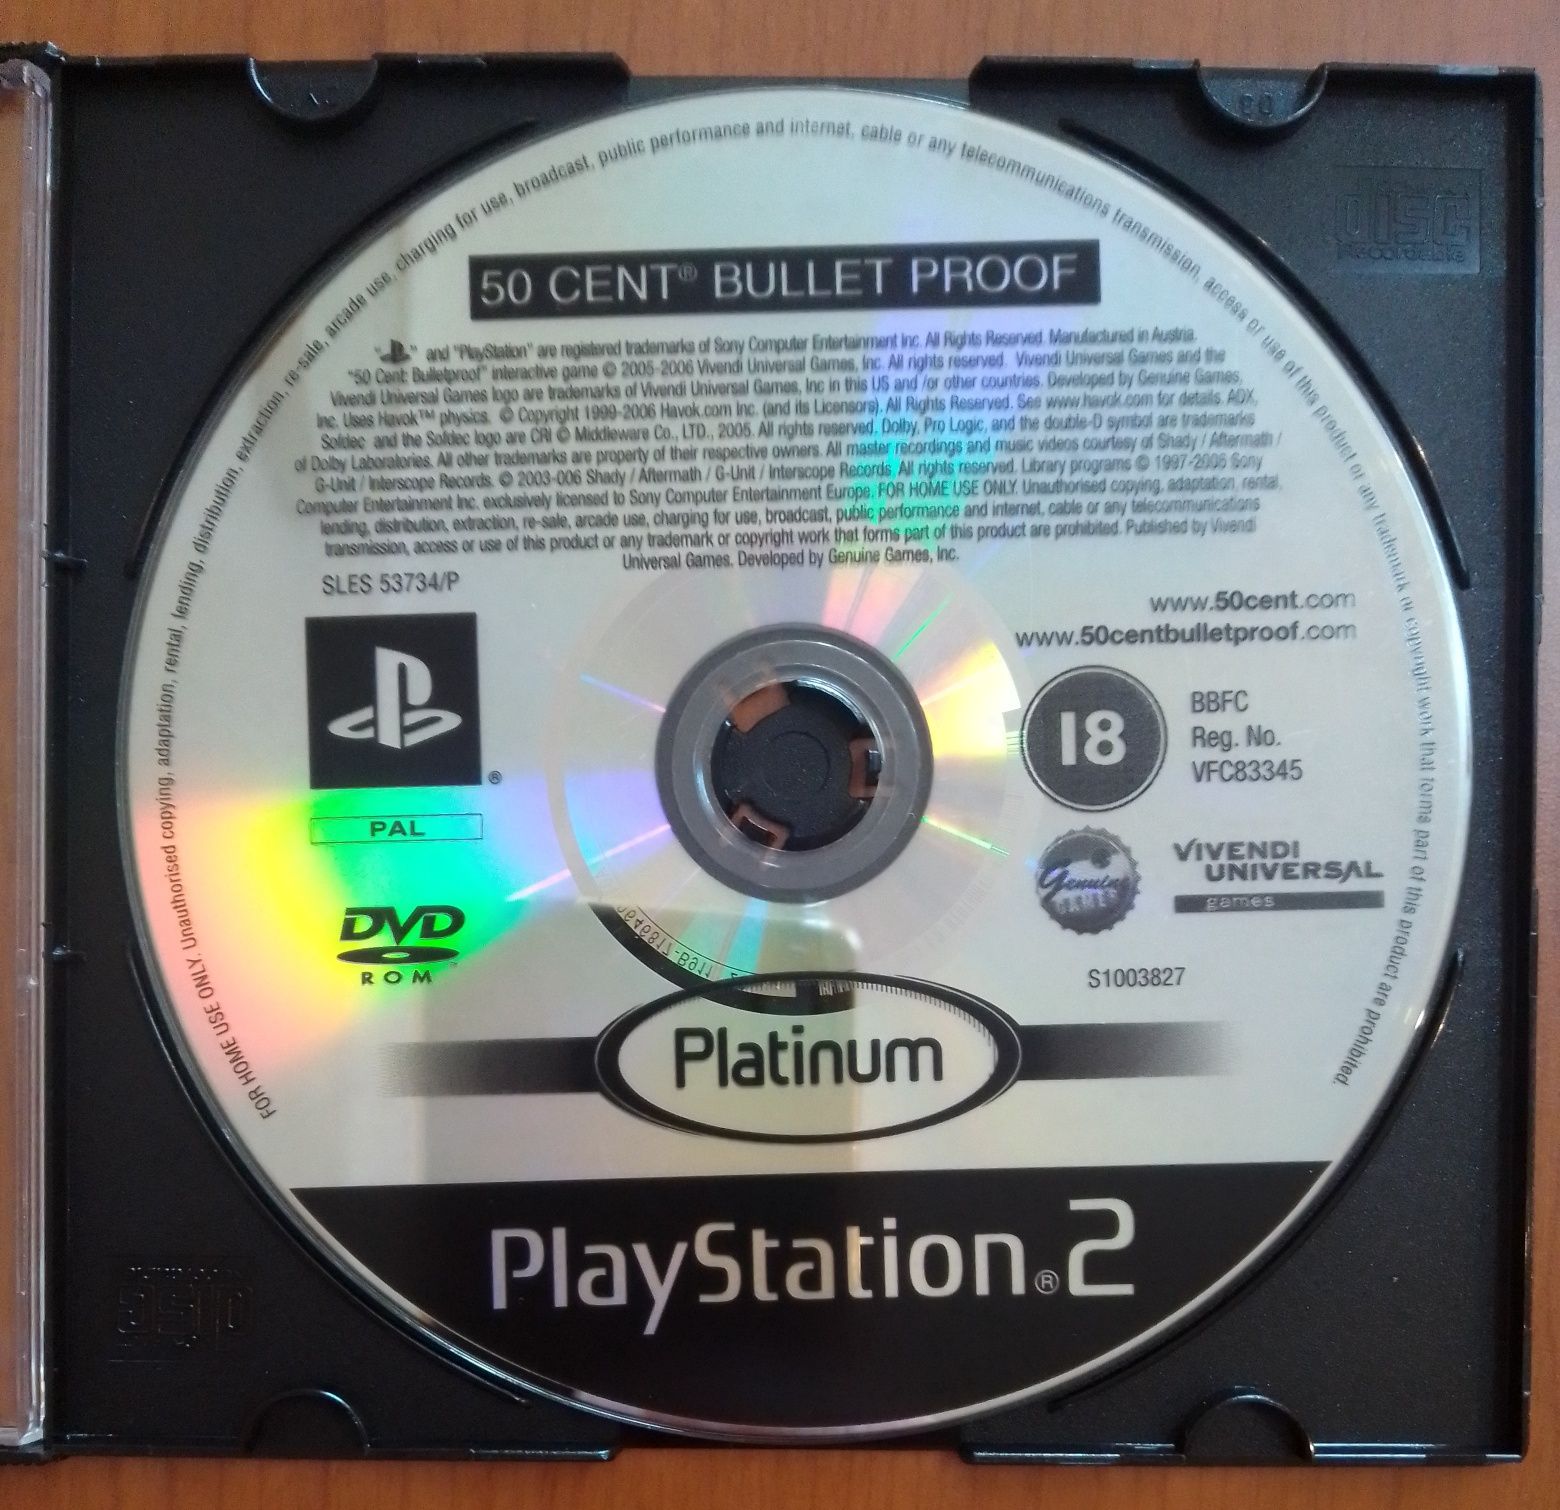 FOR HOME USE ONLY. Unauthorised copying, adaptation, rental, lending, distribution, extraction, re-sale, arcade use, charging for use, broadcast, public performance and internet, cable or any telecommunications transmission, access or use of this product or any trademark or copyright work that forms part of this product are prohibited.
50 CENT® BULLET PROOF
" " and "PlayStation" are registered trademarks of Sony Computer Entertainment Inc. All Rights Reserved. Manufactured in Austria.
"50 Cent: Bulletproof" interactive game © 2005-2006 Vivendi Universal Games, Inc. All rights reserved. Vivendi Universal Games and the
Vivendi Universal Games logo are trademarks of Vivendi Universal Games, Inc in this US and /or other countries. Developed by Genuine Games,
Inc. Uses Havok™ physics. © Copyright 1999-2006 Havok.com Inc. (and its Licensors). All Rights Reserved. See www.havok.com for details. ADX,
Sofdec and the Sofdec logo are CRI © Middleware Co., LTD., 2005. All rights reserved. Dolby, Pro Logic, and the double-D symbol are trademarks
of Dolby Laboratories. All other trademarks are property of their respective owners. All master recordings and music videos courtesy of Shady / Aftermath /
G-Unit / Interscope Records. © 2003-006 Shady / Aftermath / G-Unit / Interscope Records. All rights reserved. Library programs © 1997-2006 Sony
Computer Entertainment Inc. exclusively licensed to Sony Computer Entertainment Europe. FOR HOME USE ONLY. Unauthorised copying, adaptation, rental,
lending, distribution, extraction, re-sale, arcade use, charging for use, broadcast, public performance and internet, cable or any telecommunications
transmission, access or use of this product or any trademark or copyright work that forms part of this product are prohibited. Published by Vivendi
Universal Games. Developed by Genuine Games, Inc.
SLES 53734/P
www.50cent.com
www.50centbulletproof.com
®
PAL
DVD
ROM
18
BBFC
Reg. No.
VFC83345
Genuine
GAMES
VIVENDI
UNIVERSAL
games
S1003827
Platinum
PlayStation®2
disc
Recordable
disc